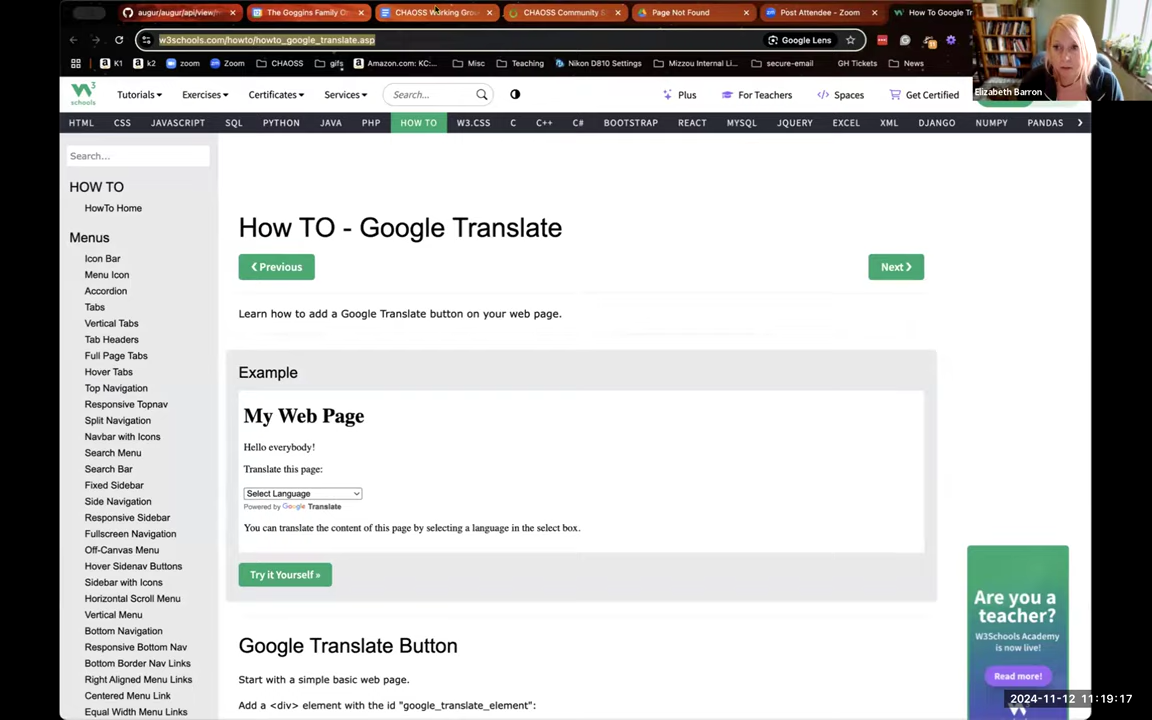 augur/augur/api/view/
The Goggins Family C
CHAOSS Working Grou
CHAOSS Community
Page Not Found
Post Attendee - Zoom
How To Google Tr
w3schools.com/howto/howto_google_translate.asp
Google Lens
K1
k2
zoom
Zoom
CHAOSS
gifs
Amazon.com: KC:...
Misc
Teaching
Nikon D810 Settings
Mizzou Internal Li...
secure-email
GH Tickets
News
Elizabeth Barron
W3
schools
Tutorials
Exercises
Certificates
Services
Search...
Plus
For Teachers
Spaces
Get Certified
HTML
CSS
JAVASCRIPT
SQL
PYTHON
JAVA
PHP
HOW TO
W3.CSS
C
C++
C#
BOOTSTRAP
REACT
MYSQL
JQUERY
EXCEL
XML
DJANGO
NUMPY
PANDAS
Search...
HOW TO
HowTo Home
Menus
Icon Bar
Menu Icon
Accordion
Tabs
Vertical Tabs
Tab Headers
Full Page Tabs
Hover Tabs
Top Navigation
Responsive Topnav
Split Navigation
Navbar with Icons
Search Menu
Search Bar
Fixed Sidebar
Side Navigation
Responsive Sidebar
Fullscreen Navigation
Off-Canvas Menu
Hover Sidenav Buttons
Sidebar with Icons
Horizontal Scroll Menu
Vertical Menu
Bottom Navigation
Responsive Bottom Nav
Bottom Border Nav Links
Right Aligned Menu Links
Centered Menu Link
Equal Width Menu Links
How TO - Google Translate
❮ Previous
Next ❯
Learn how to add a Google Translate button on your web page.
Example
My Web Page
Hello everybody!
Translate this page:
Select Language
Powered by Google Translate
You can translate the content of this page by selecting a language in the select box.
Try it Yourself »
Google Translate Button
Start with a simple basic web page.
Add a <div> element with the id "google_translate_element":
Are you a
teacher?
W3Schools Academy
is now live!
Read more!
2024-11-12 11:19:17